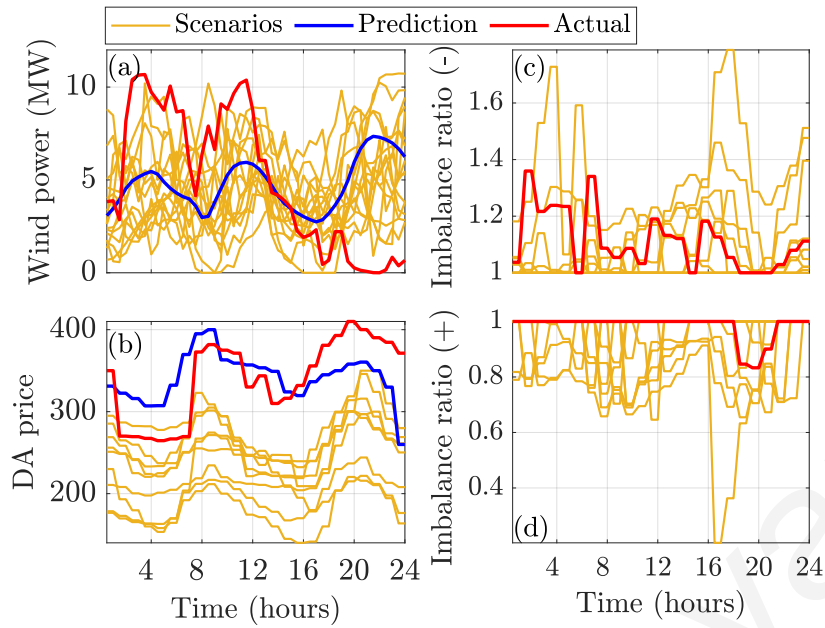 Scenarios Prediction Actual
(a)
Wind power (MW)
10
5
0
(c)
Imbalance ratio (-)
1.6
1.4
1.2
1
(b)
DA price
400
300
200
4 8 12 16 20 24
Time (hours)
(d)
Imbalance ratio (+)
1
0.8
0.6
0.4
4 8 12 16 20 24
Time (hours)